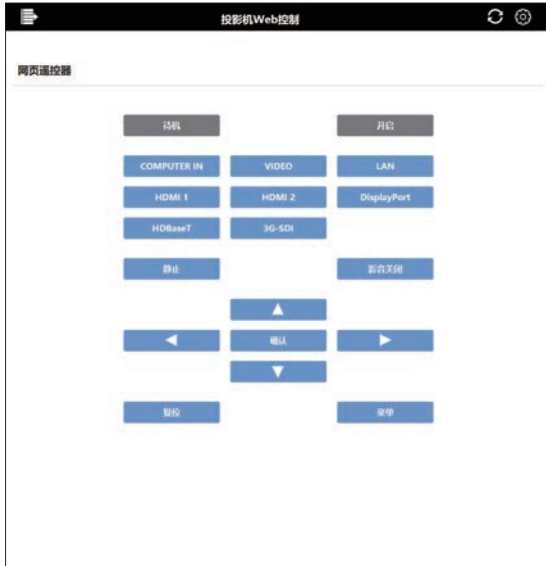 投影机Web控制
网页遥控器
待机 开启
COMPUTER IN VIDEO LAN
HDMI 1 HDMI 2 DisplayPort
HDBaseT 3G-SDI
静止 影音关闭
确认
复位 菜单